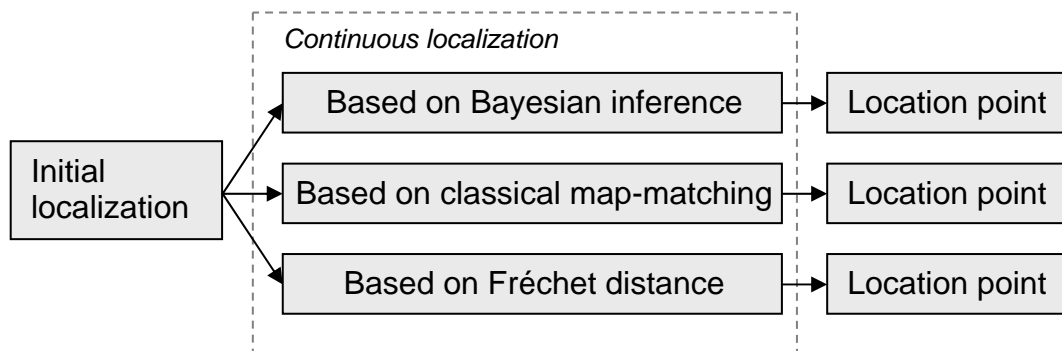 Continuous localization
Based on Bayesian inference
Location point
Initial
localization
Based on classical map-matching
Location point
Based on Fréchet distance
Location point